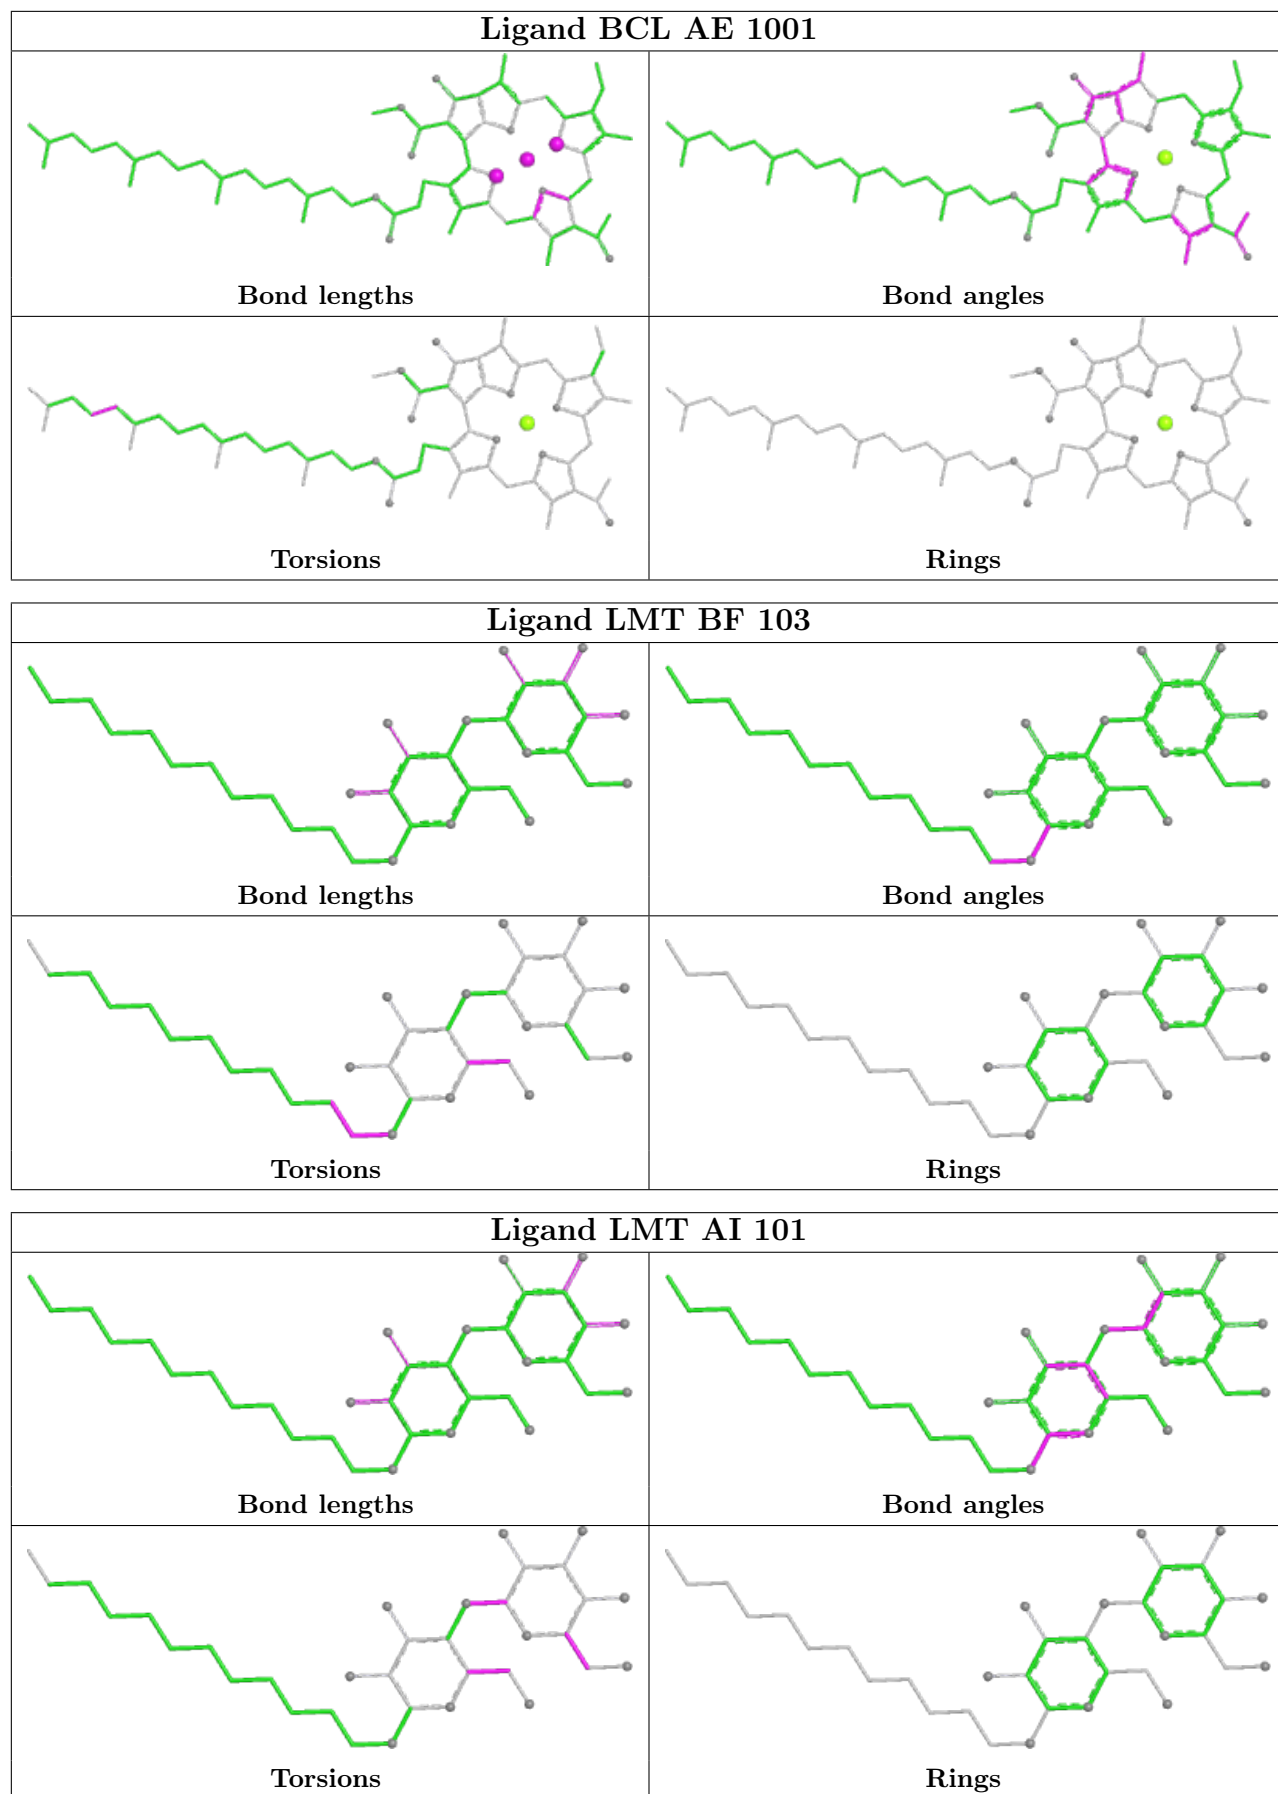 Ligand BCL AE 1001
Bond lengths
Bond angles
Torsions
Rings
Ligand LMT BF 103
Bond lengths
Bond angles
Torsions
Rings
Ligand LMT AI 101
Bond lengths
Bond angles
Torsions
Rings